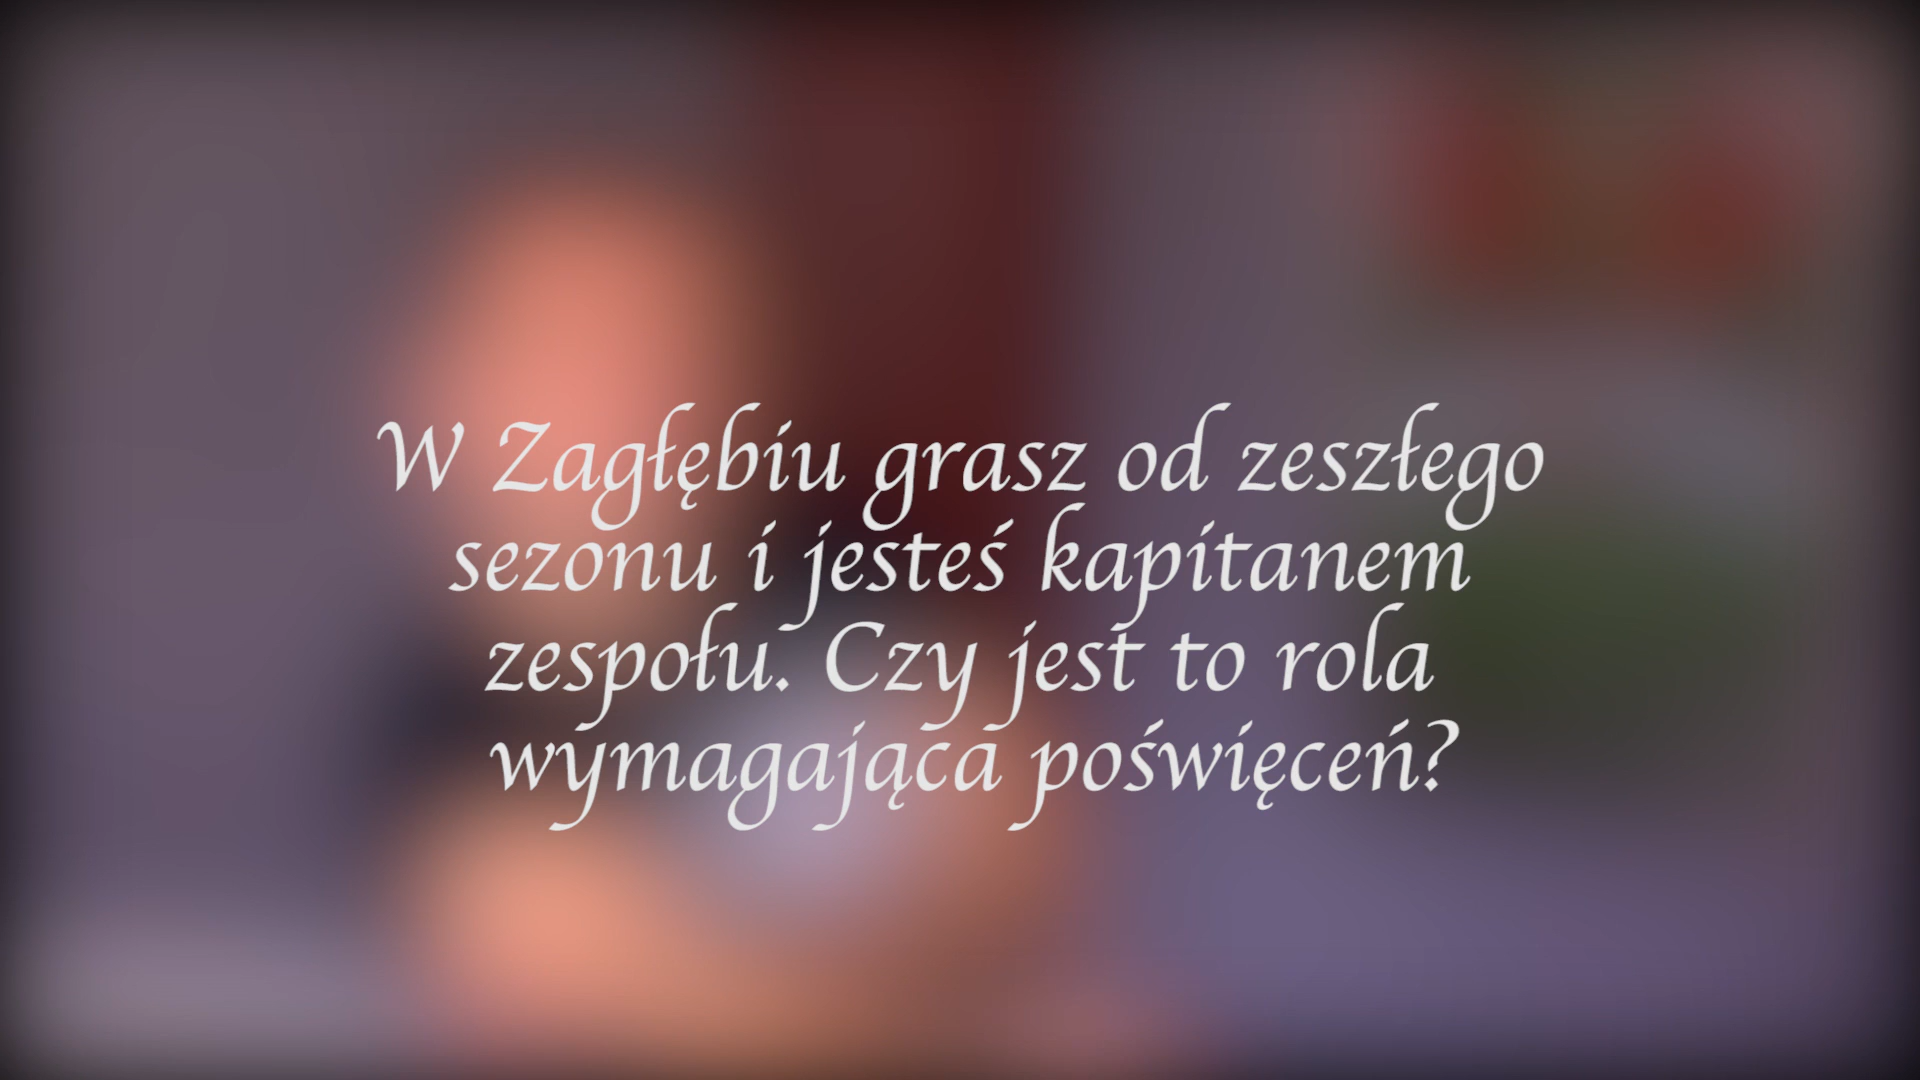 W Zagłębiu grasz od zeszłego
sezonu i jesteś kapitanem
zespołu. Czy jest to rola
wymagająca poświęceń?